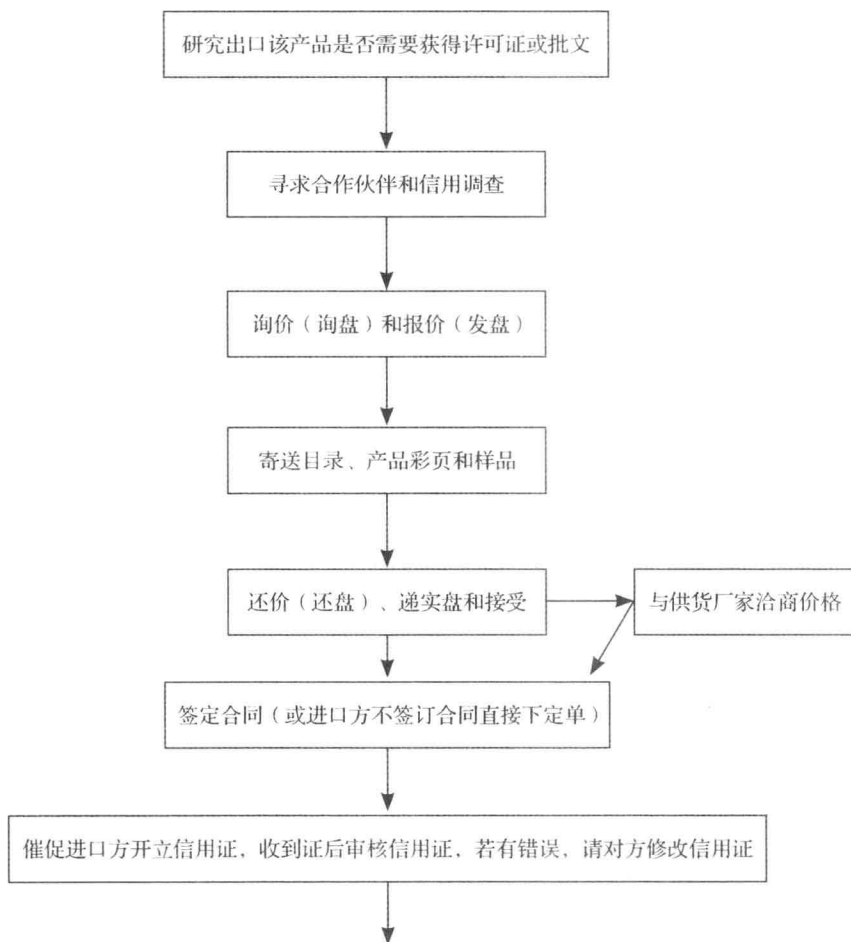 研究出口该产品是否需要获得许可证或批文
寻求合作伙伴和信用调查
询价（询盘）和报价（发盘）
寄送目录、产品彩页和样品
还价（还盘）、递实盘和接受
与供货厂家洽商价格
签定合同（或进口方不签订合同直接下定单）
催促进口方开立信用证，收到证后审核信用证，若有错误，请对方修改信用证